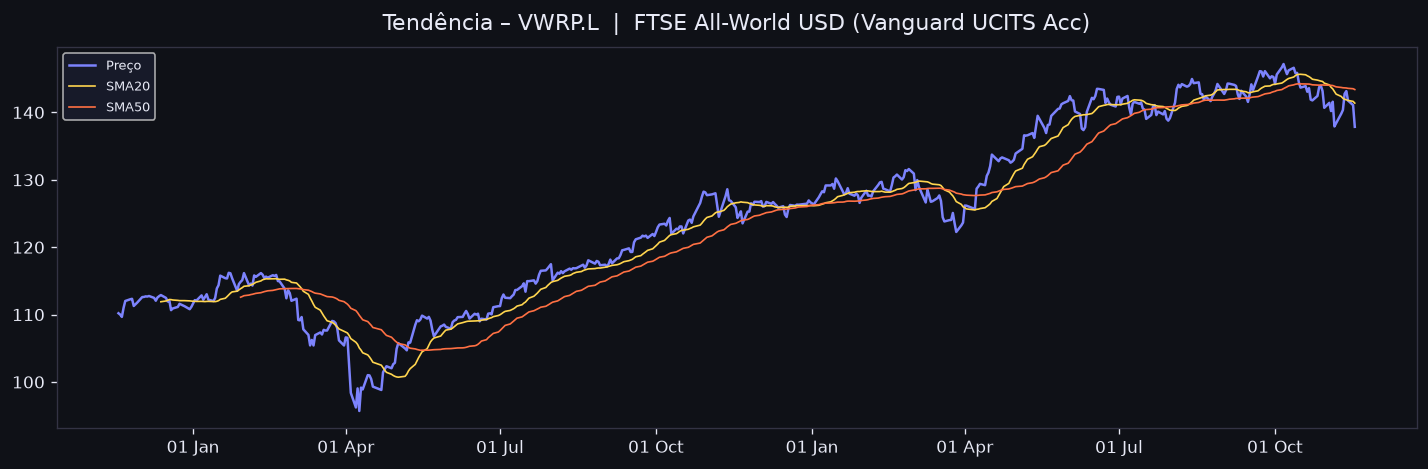 Tendência – VWRP.L | FTSE All-World USD (Vanguard UCITS Acc)
Preço
SMA20
SMA50
140
130
120
110
100
01 Jan
01 Apr
01 Jul
01 Oct
01 Jan
01 Apr
01 Jul
01 Oct